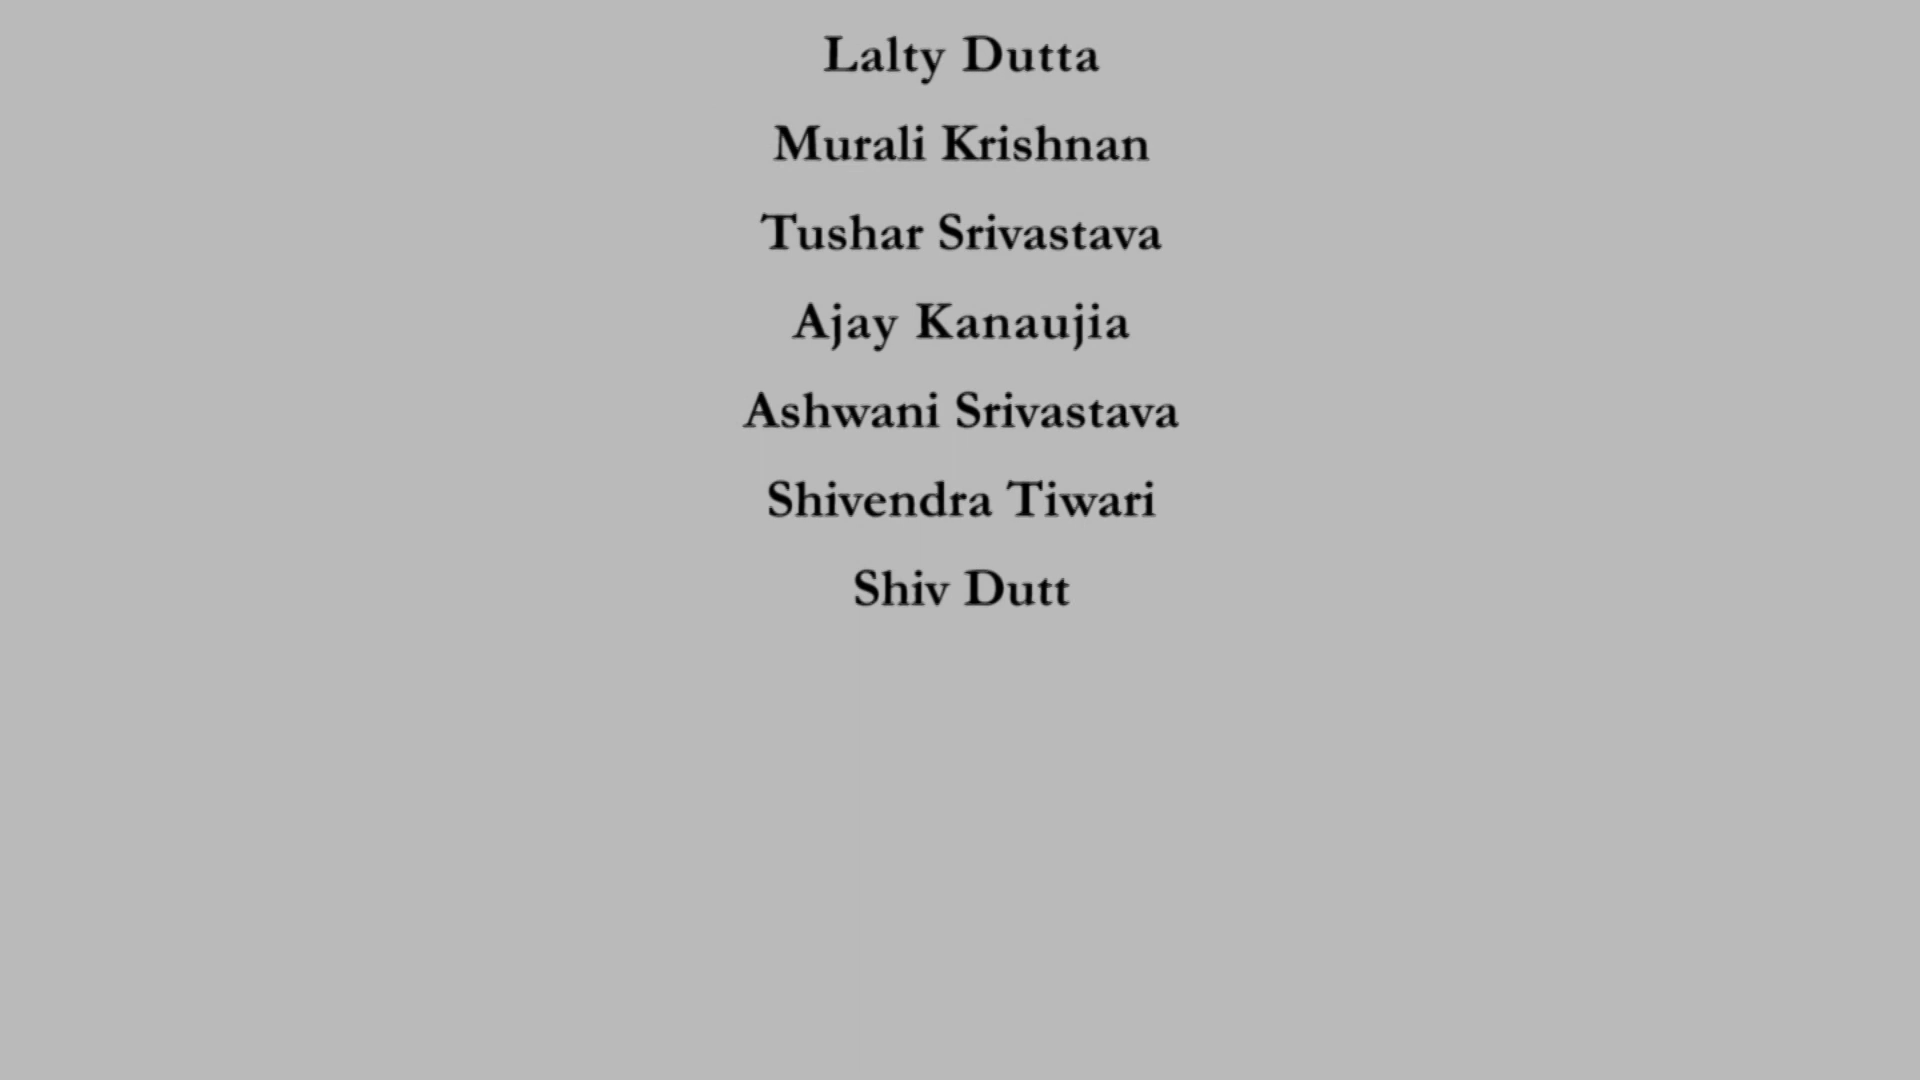 Lalty Dutta
Murali Krishnan
Tushar Srivastava
Ajay Kanaujia
Ashwani Srivastava
Shivendra Tiwari
Shiv Dutt